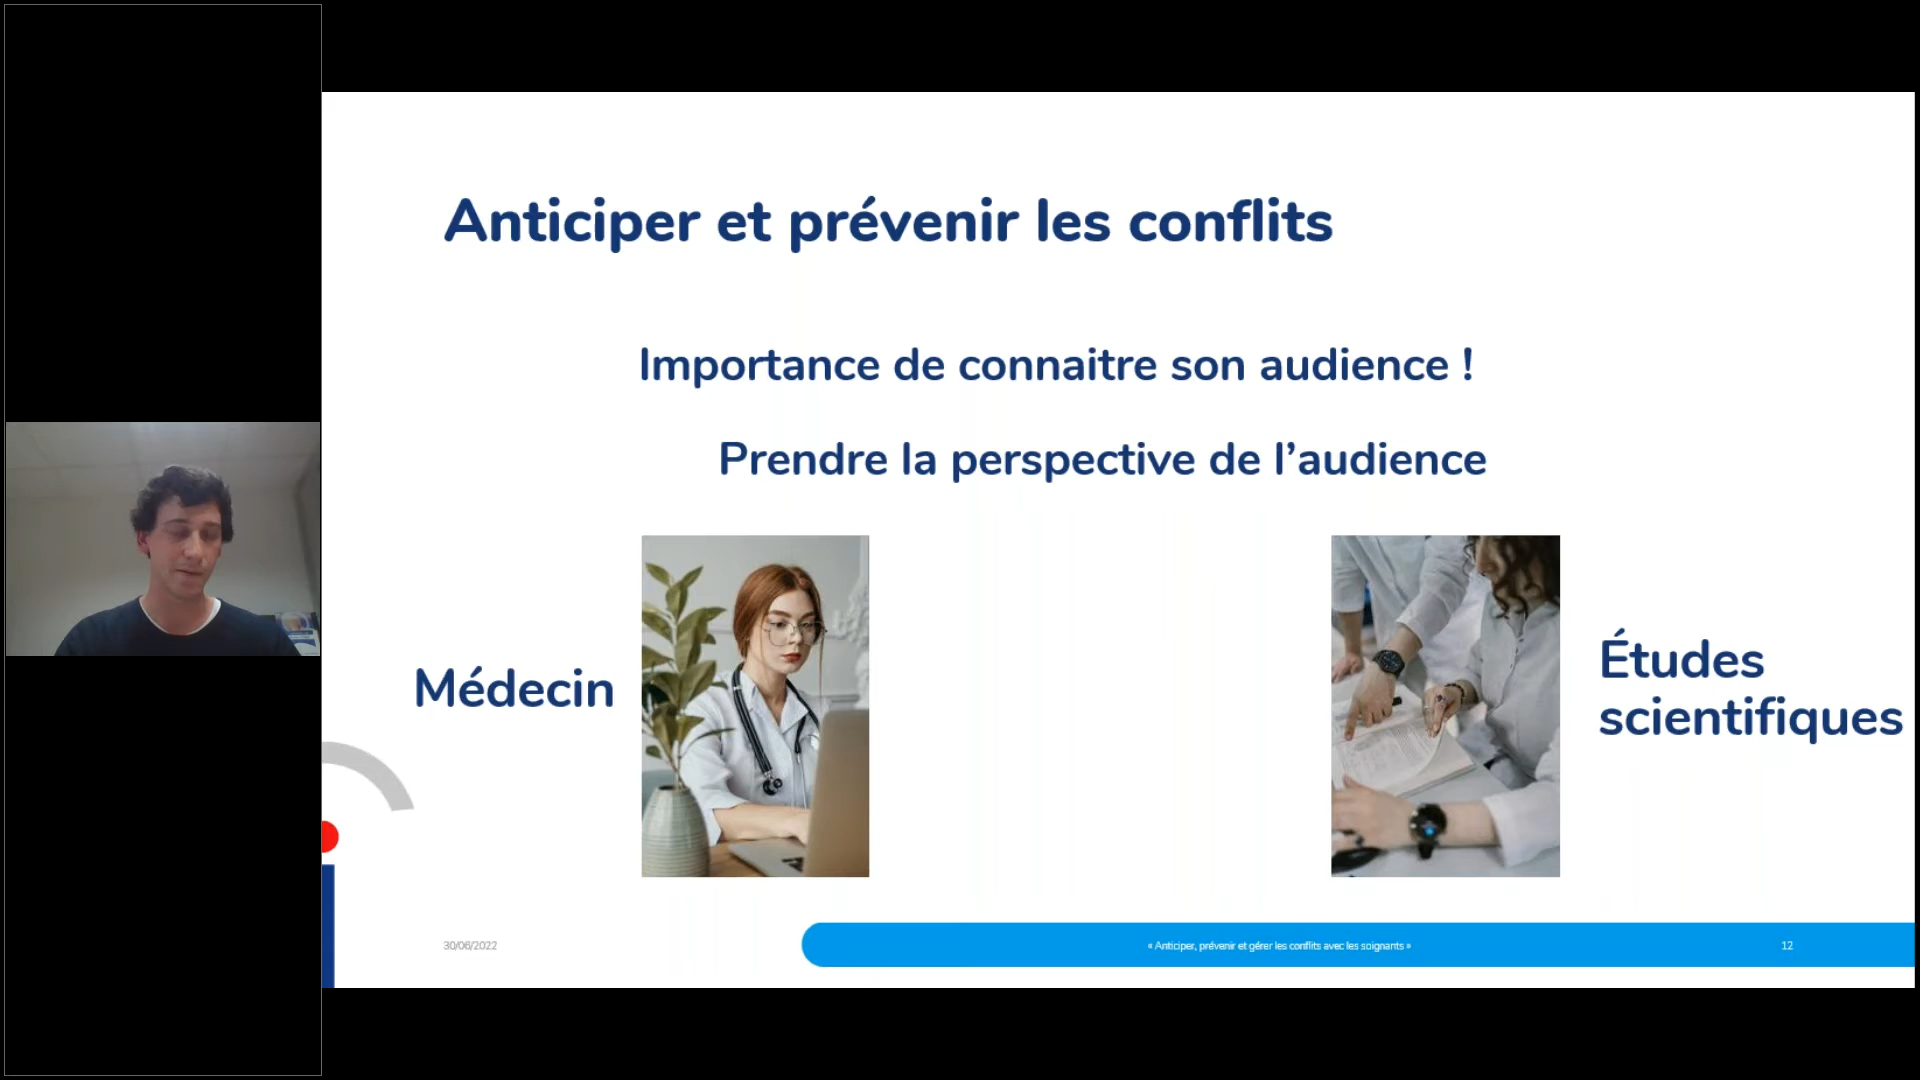 Anticiper et prévenir les conflits
Importance de connaitre son audience !
Prendre la perspective de l’audience
Médecin
Études
scientifiques
30/06/2022
« Anticiper, prévenir et gérer les conflits avec les soignants »
12